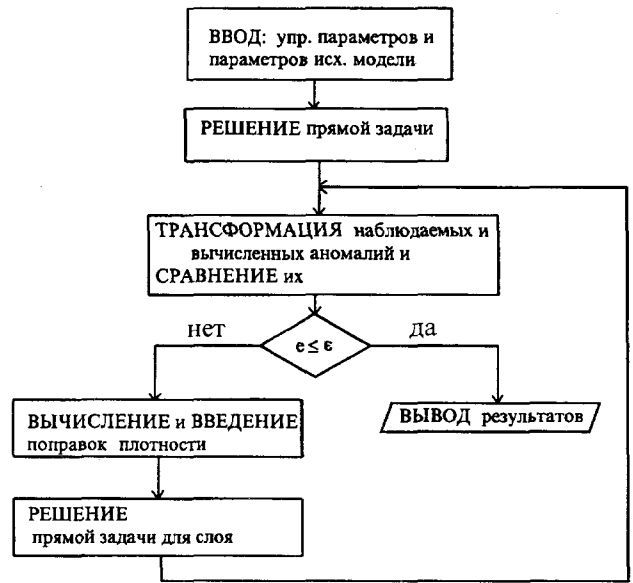 ВВОД: упр. параметров и
параметров исх. модели
РЕШЕНИЕ прямой задачи
ТРАНСФОРМАЦИЯ наблюдаемых и
вычисленных аномалий и
СРАВНЕНИЕ их
нет
да
e ≤ ε
ВЫЧИСЛЕНИЕ и ВВЕДЕНИЕ
поправок плотности
ВЫВОД результатов
РЕШЕНИЕ
прямой задачи для слоя